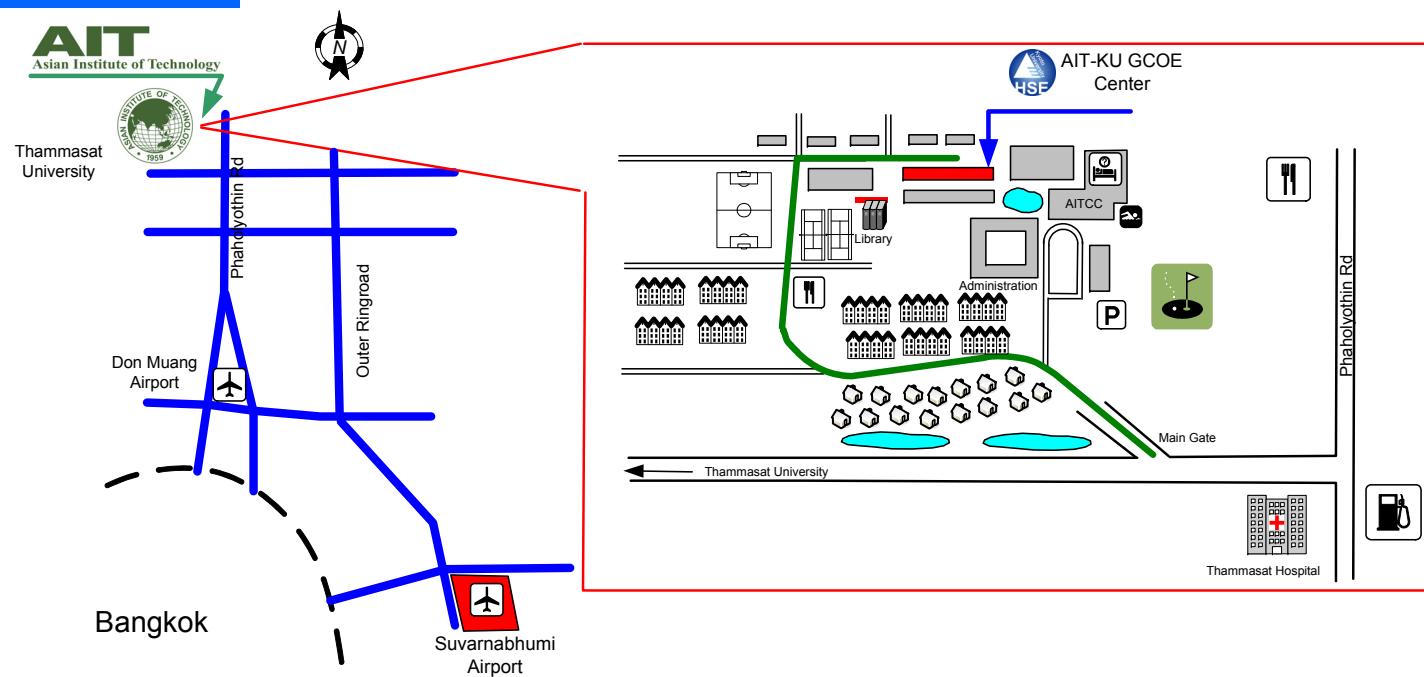 AIT
Asian Institute of Technology
N
ASIAN INSTITUTE OF TECHNOLOGY
• 1959 •
Thammasat
University
Phaholyothin Rd
Outer Ringroad
Don Muang
Airport
Bangkok
Suvarnabhumi
Airport
HSE
AIT-KU GCOE
Center
?
AITCC
Library
Administration
P
Phaholyothin Rd
Main Gate
Thammasat University
Thammasat Hospital